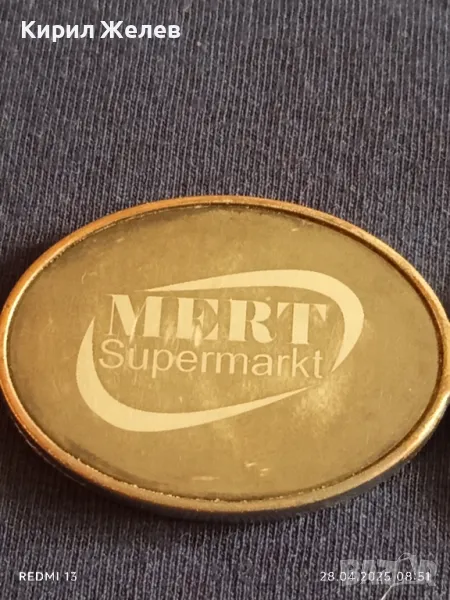 Кирил Желев
MERT
Supermarkt
REDMI 13
28.04.2025 08:51